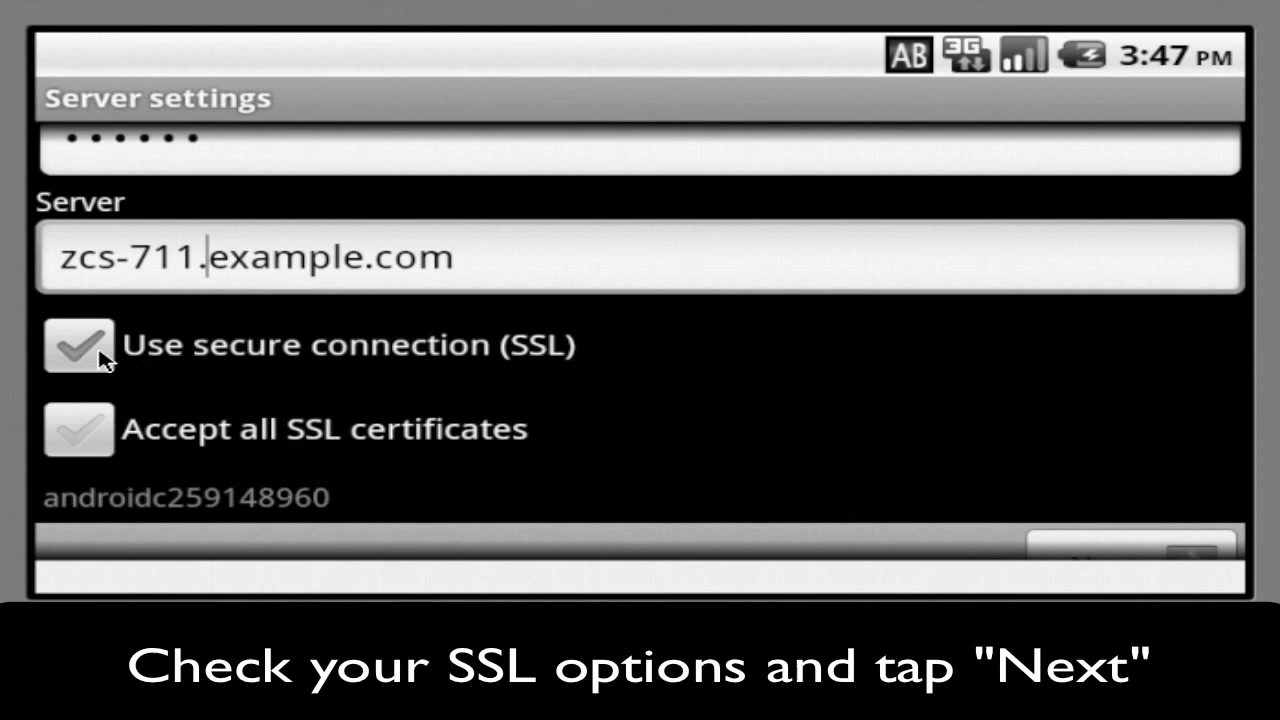 AB 3G 3:47 PM
Server settings
••••••
Server
zcs-711.example.com
Use secure connection (SSL)
Accept all SSL certificates
androidc259148960
Check your SSL options and tap "Next"